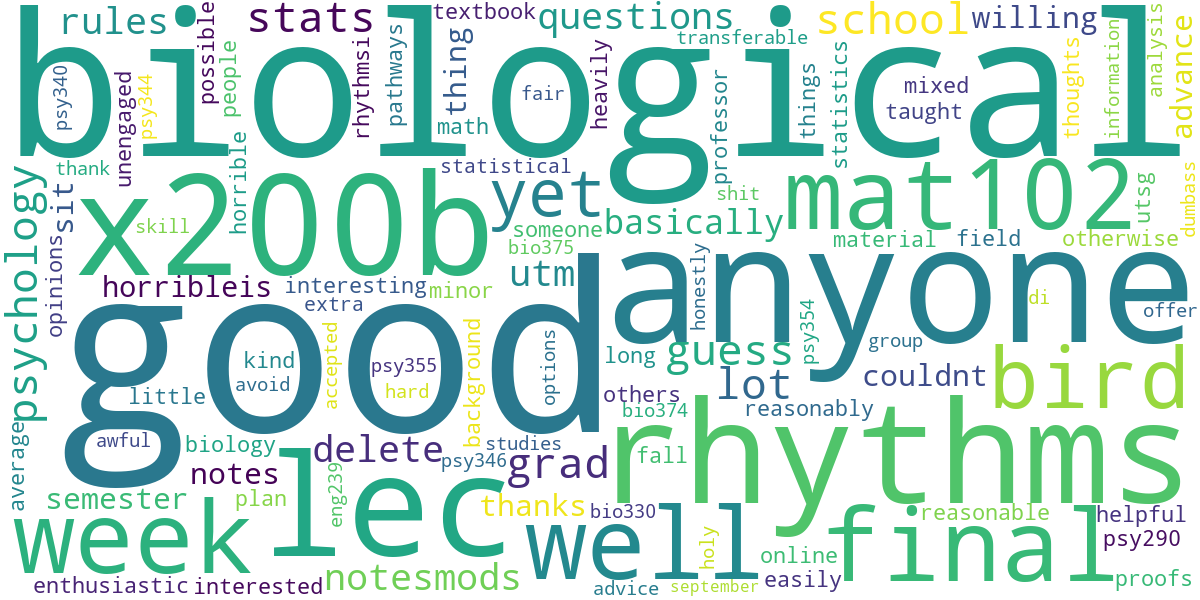 rules
stats
textbook
questions
transferable
school
willing
advance
analysis
biological
psy340
psy344
unengaged
possible
people
rhythmsi
pathways
thing
math
fair
heavily
professor
things
statistics
mixed
taught
thoughts
information
thank
horrible
statistical
shit
psychology
sit
opinions
x200b
skill
yet
someone
bio375
basically
mat102
material
field
otherwise
utsg
dumbass
horribleis
interesting
extra
minor
utm
good
anyone
honestly
di
offer
kind
avoid
accepted
psy355
hard
background
options
long
guess
psy354
group
little
others
lot
couldnt
bird
bio374
reasonably
average
awful
biology
delete
studies
psy346
grad
rhythms
fall
notes
semester
plan
eng239
lec
thanks
bio330
week
well
holy
final
reasonable
helpful
psy290
online
easily
proofs
enthusiastic
interested
notesmods
advice
september